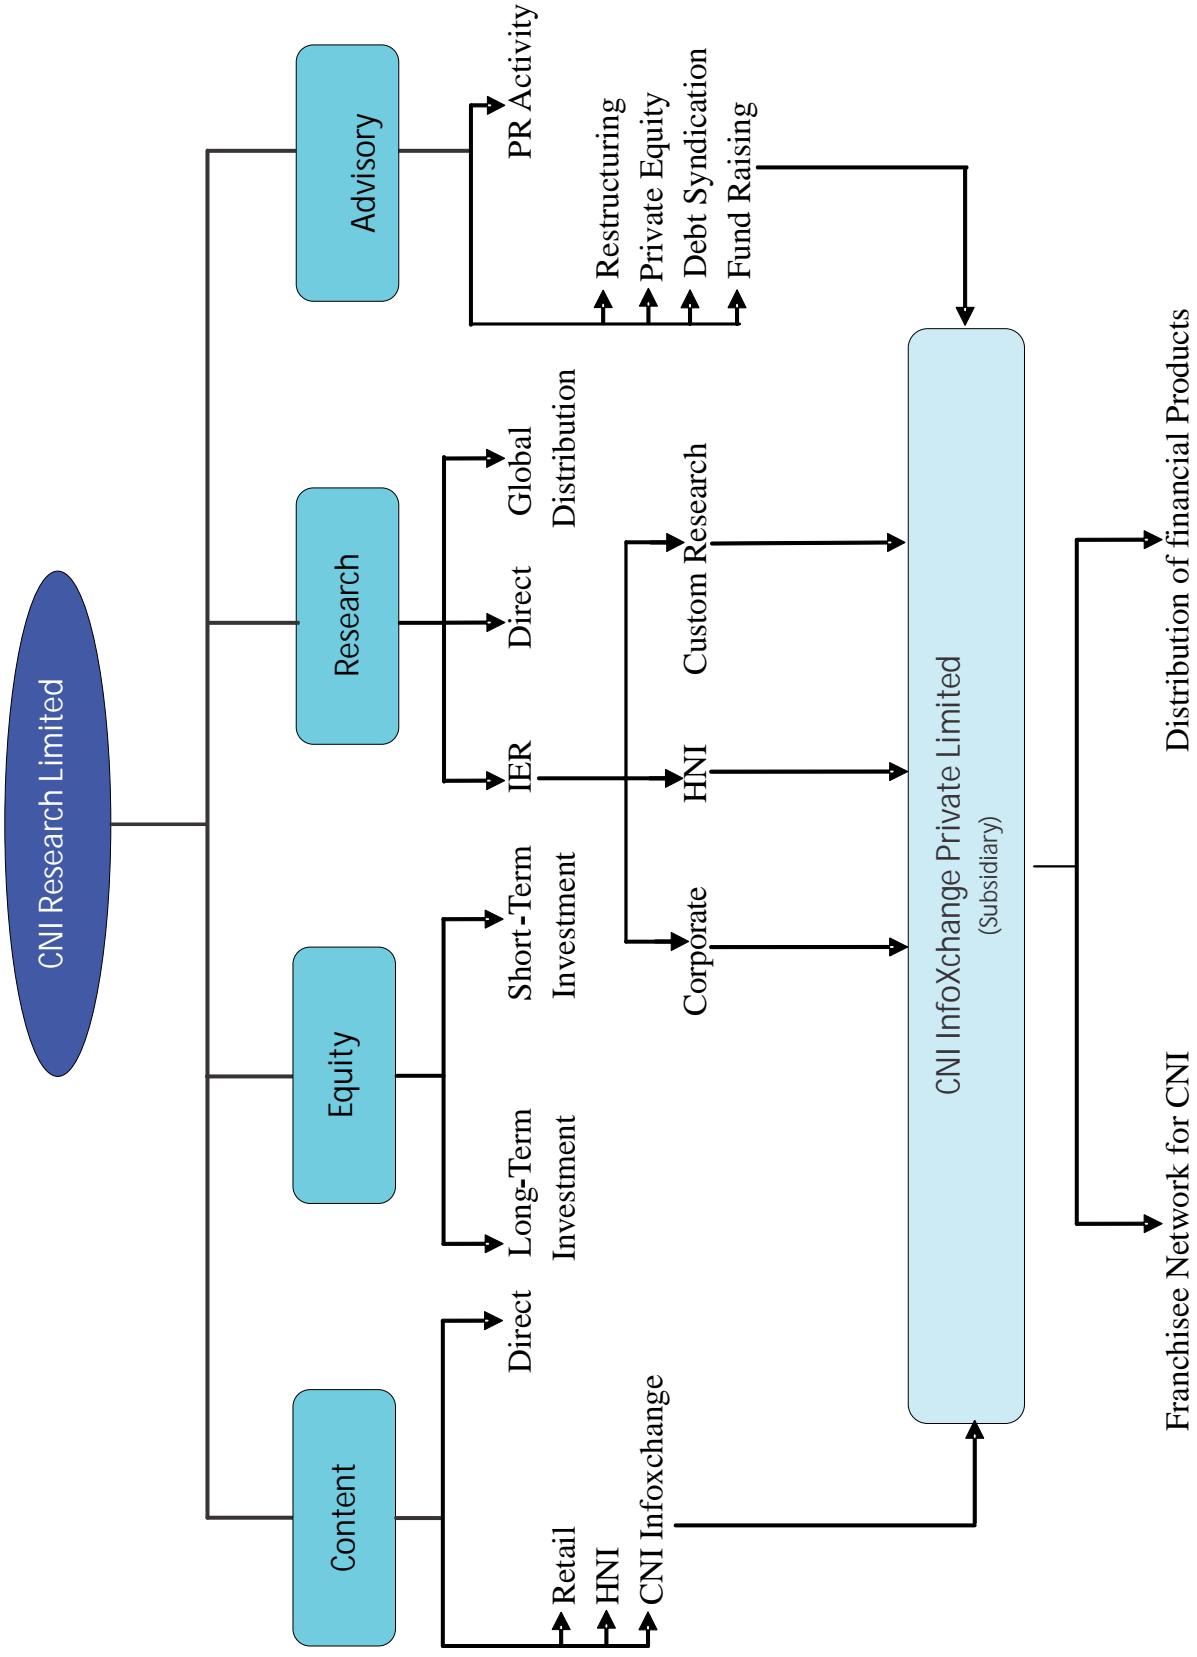 CNI Research Limited
Content
Equity
Research
Advisory
Direct
Retail
HNI
CNI Infoxchange
Long-Term
Investment
Short-Term
Investment
IER
Direct
Global
Distribution
PR Activity
Restructuring
Private Equity
Debt Syndication
Fund Raising
Corporate
HNI
Custom Research
CNI InfoXchange Private Limited
(Subsidiary)
Franchisee Network for CNI
Distribution of financial Products